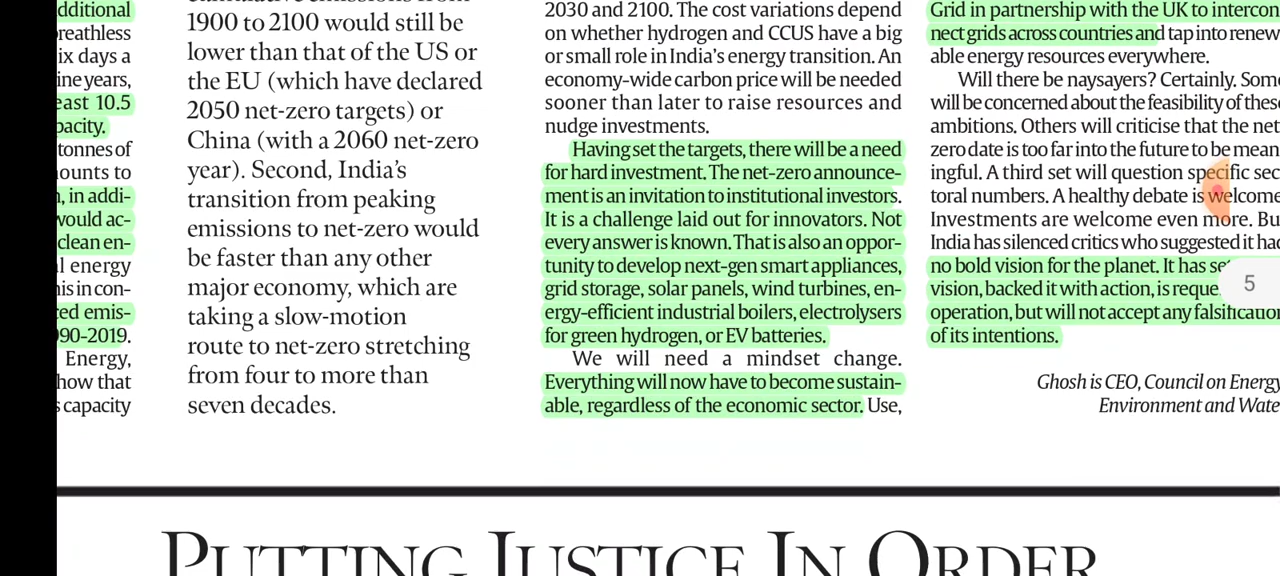 dditional
breathless
ix days a
ine years,
east 10.5
pacity.
tonnes of
ounts to
, in addi-
would ac-
clean en-
l energy
his in con-
ced emis-
990-2019.
Energy,
how that
s capacity
1900 to 2100 would still be
lower than that of the US or
the EU (which have declared
2050 net-zero targets) or
China (with a 2060 net-zero
year). Second, India's
transition from peaking
emissions to net-zero would
be faster than any other
major economy, which are
taking a slow-motion
route to net-zero stretching
from four to more than
seven decades.
2030 and 2100. The cost variations depend
on whether hydrogen and CCUS have a big
or small role in India's energy transition. An
economy-wide carbon price will be needed
sooner than later to raise resources and
nudge investments.
Having set the targets, there will be a need
for hard investment. The net-zero announce-
ment is an invitation to institutional investors.
It is a challenge laid out for innovators. Not
every answer is known. That is also an oppor-
tunity to develop next-gen smart appliances,
grid storage, solar panels, wind turbines, en-
ergy-efficient industrial boilers, electrolysers
for green hydrogen, or EV batteries.
We will need a mindset change.
Everything will now have to become sustain-
able, regardless of the economic sector. Use,
Grid in partnership with the UK to intercon-
nect grids across countries and tap into renew
able energy resources everywhere.
Will there be naysayers? Certainly. Some
will be concerned about the feasibility of these
ambitions. Others will criticise that the net
zero date is too far into the future to be mean
ingful. A third set will question specific sec
toral numbers. A healthy debate is welcome
Investments are welcome even more. Bu
India has silenced critics who suggested it had
no bold vision for the planet. It has se
vision, backed it with action, is reque
operation, but will not accept any falsification
of its intentions.
Ghosh is CEO, Council on Energy
Environment and Wate
5
PUTTING JUSTICE IN ORDER